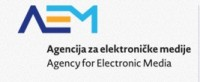 AEM
Agencija za elektroničke medije
Agency for Electronic Media